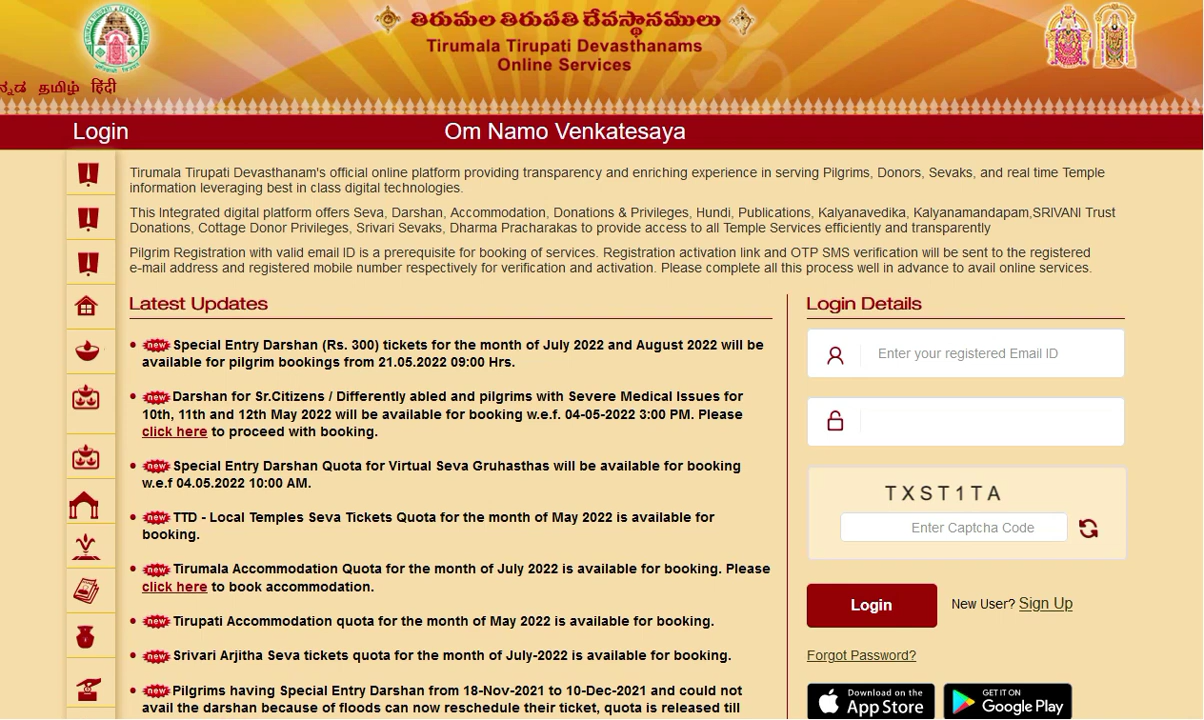 తిరుమల తిరుపతి దేవస్థానములు
Tirumala Tirupati Devasthanams
Online Services
ನ್ನಡ தமிழ் हिंदी
Login
Om Namo Venkatesaya
Tirumala Tirupati Devasthanam's official online platform providing transparency and enriching experience in serving Pilgrims, Donors, Sevaks, and real time Temple
information leveraging best in class digital technologies.
This Integrated digital platform offers Seva, Darshan, Accommodation, Donations & Privileges, Hundi, Publications, Kalyanavedika, Kalyanamandapam,SRIVANI Trust
Donations, Cottage Donor Privileges, Srivari Sevaks, Dharma Pracharakas to provide access to all Temple Services efficiently and transparently
Pilgrim Registration with valid email ID is a prerequisite for booking of services. Registration activation link and OTP SMS verification will be sent to the registered
e-mail address and registered mobile number respectively for verification and activation. Please complete all this process well in advance to avail online services.
Latest Updates
new Special Entry Darshan (Rs. 300) tickets for the month of July 2022 and August 2022 will be
available for pilgrim bookings from 21.05.2022 09:00 Hrs.
new Darshan for Sr.Citizens / Differently abled and pilgrims with Severe Medical Issues for
10th, 11th and 12th May 2022 will be available for booking w.e.f. 04-05-2022 3:00 PM. Please
click here to proceed with booking.
new Special Entry Darshan Quota for Virtual Seva Gruhasthas will be available for booking
w.e.f 04.05.2022 10:00 AM.
new TTD - Local Temples Seva Tickets Quota for the month of May 2022 is available for
booking.
new Tirumala Accommodation Quota for the month of July 2022 is available for booking. Please
click here to book accommodation.
new Tirupati Accommodation quota for the month of May 2022 is available for booking.
new Srivari Arjitha Seva tickets quota for the month of July-2022 is available for booking.
new Pilgrims having Special Entry Darshan from 18-Nov-2021 to 10-Dec-2021 and could not
avail the darshan because of floods can now reschedule their ticket, quota is released till
Login Details
Enter your registered Email ID
TXST1TA
Enter Captcha Code
Login
New User? Sign Up
Forgot Password?
Download on the
App Store
GET IT ON
Google Play